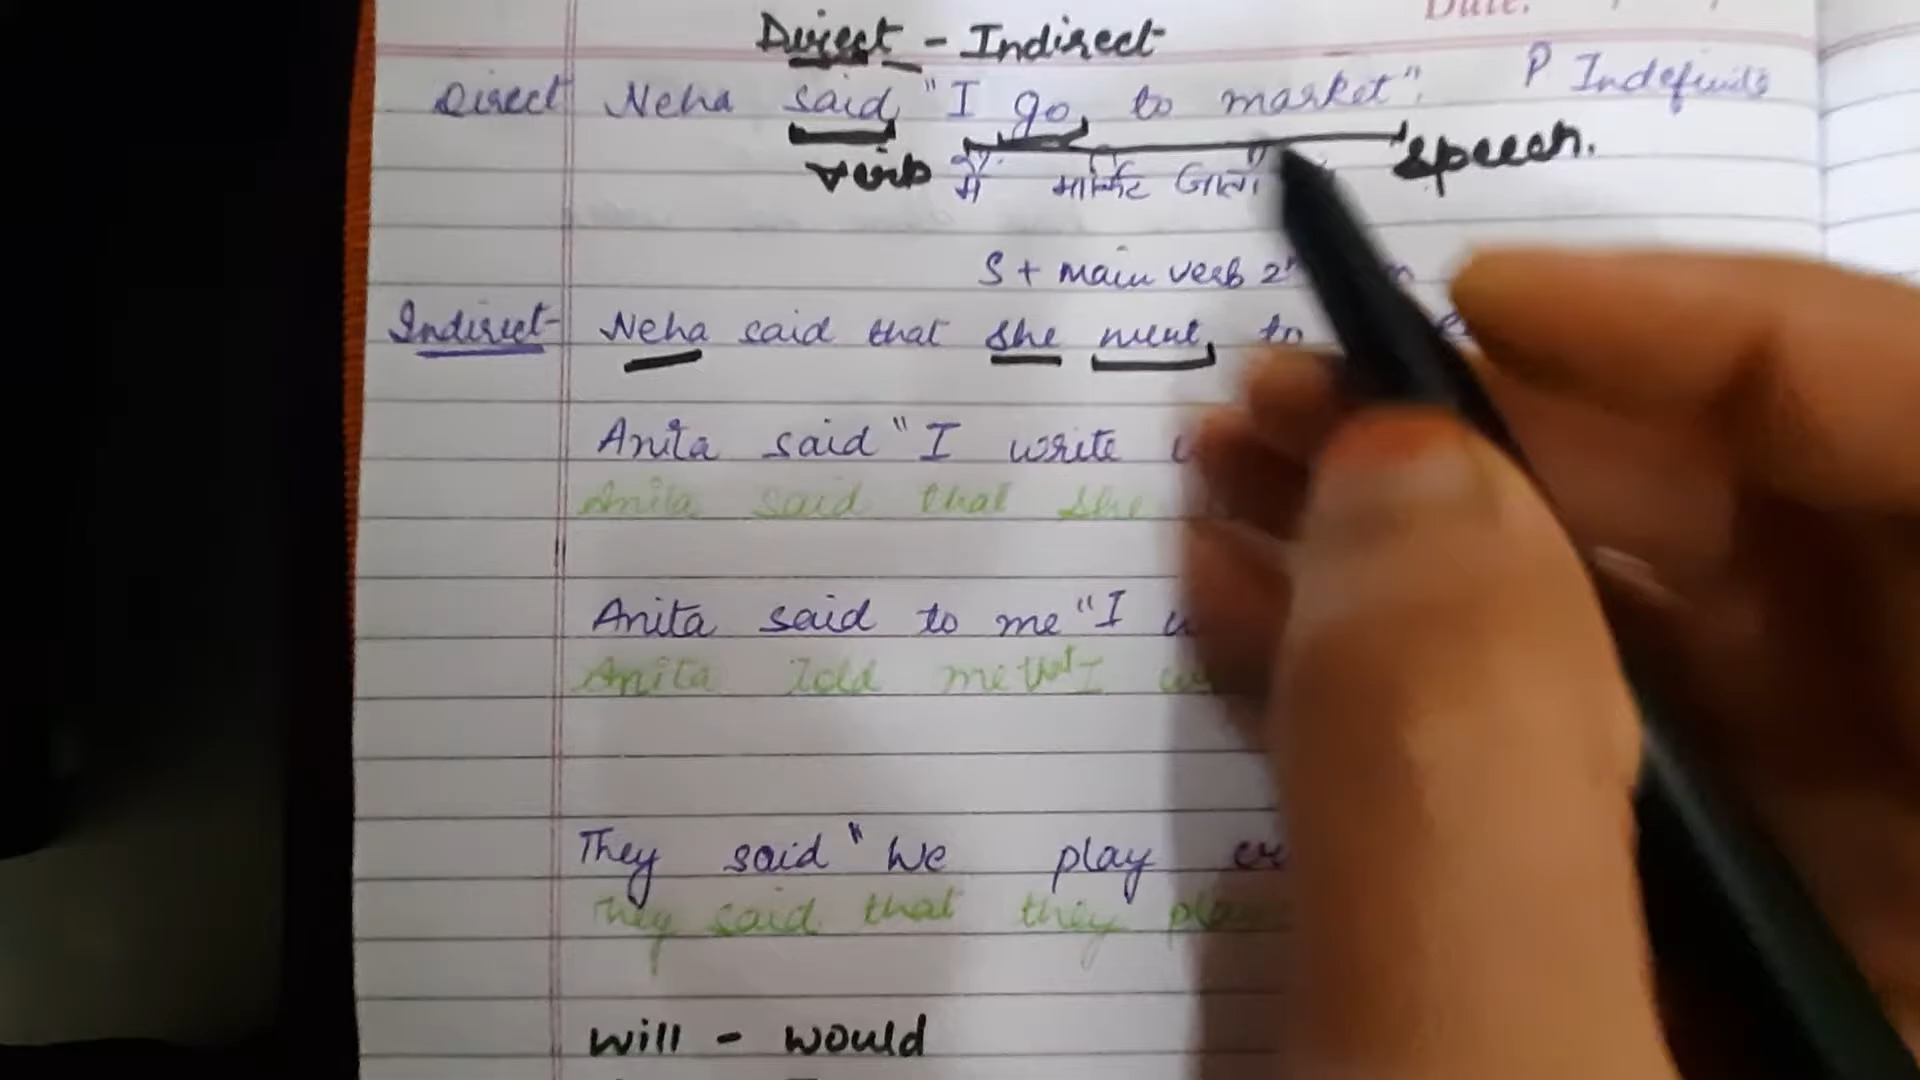 Date:
Direct - Indirect
Direct Neha said "I go to market". P Indefinite
verb मैं मार्किट जाती speech.
S + main verb
Indirect- Neha said that she went to
Anita said "I write
Anita said that she
Anita said to me "I
Anita Told me that I
They said "We play
They said that they
will - would